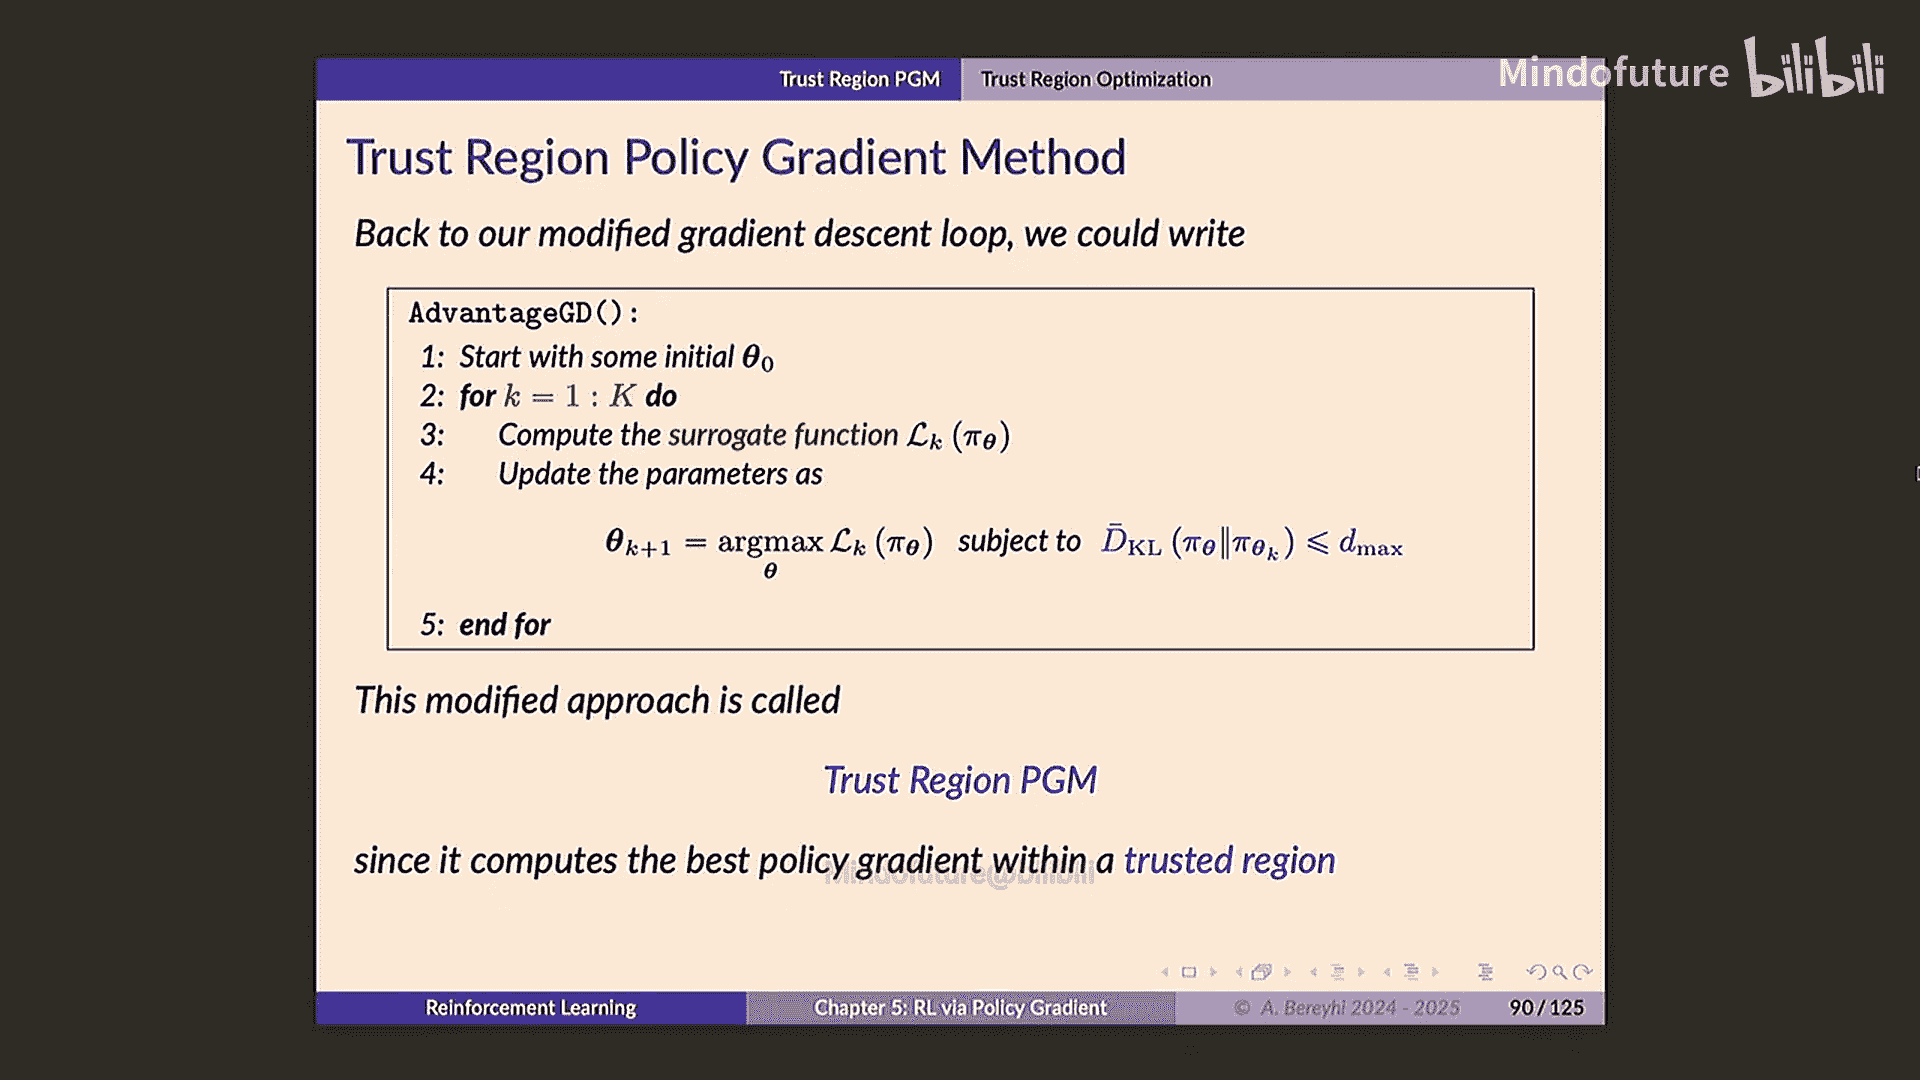 Trust Region PGM Trust Region Optimization
Mindofuture bilibili
Trust Region Policy Gradient Method
Back to our modified gradient descent loop, we could write
AdvantageGD():
1: Start with some initial θ₀
2: for k = 1 : K do
3: Compute the surrogate function ℒₖ (π_θ)
4: Update the parameters as
θₖ₊₁ = argmax ℒₖ (π_θ) subject to D̄_KL (π_θ‖π_θₖ) ⩽ d_max
θ
5: end for
This modified approach is called
Trust Region PGM
since it computes the best policy gradient within a trusted region
Mindofuture@bilibili
Reinforcement Learning Chapter 5: RL via Policy Gradient © A. Bereyhi 2024 - 2025 90 / 125